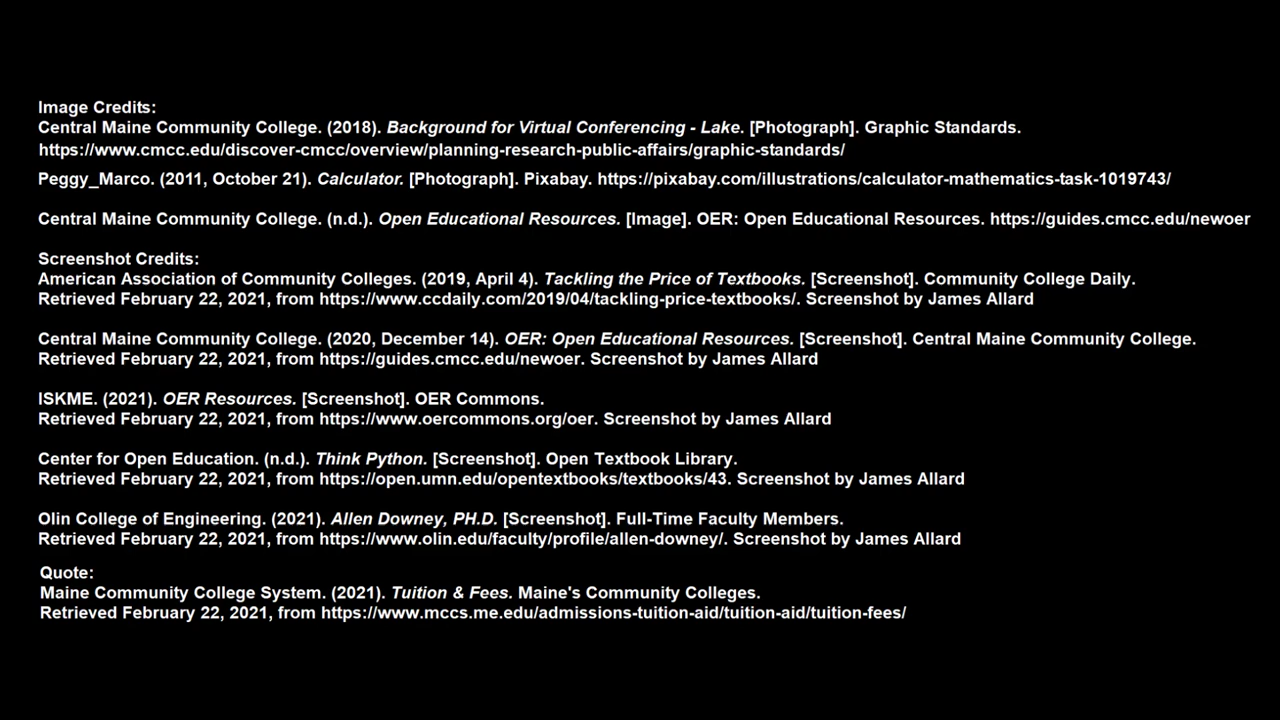 Image Credits:
Central Maine Community College. (2018). Background for Virtual Conferencing - Lake. [Photograph]. Graphic Standards.
https://www.cmcc.edu/discover-cmcc/overview/planning-research-public-affairs/graphic-standards/
Peggy_Marco. (2011, October 21). Calculator. [Photograph]. Pixabay. https://pixabay.com/illustrations/calculator-mathematics-task-1019743/
Central Maine Community College. (n.d.). Open Educational Resources. [Image]. OER: Open Educational Resources. https://guides.cmcc.edu/newoer
Screenshot Credits:
American Association of Community Colleges. (2019, April 4). Tackling the Price of Textbooks. [Screenshot]. Community College Daily.
Retrieved February 22, 2021, from https://www.ccdaily.com/2019/04/tackling-price-textbooks/. Screenshot by James Allard
Central Maine Community College. (2020, December 14). OER: Open Educational Resources. [Screenshot]. Central Maine Community College.
Retrieved February 22, 2021, from https://guides.cmcc.edu/newoer. Screenshot by James Allard
ISKME. (2021). OER Resources. [Screenshot]. OER Commons.
Retrieved February 22, 2021, from https://www.oercommons.org/oer. Screenshot by James Allard
Center for Open Education. (n.d.). Think Python. [Screenshot]. Open Textbook Library.
Retrieved February 22, 2021, from https://open.umn.edu/opentextbooks/textbooks/43. Screenshot by James Allard
Olin College of Engineering. (2021). Allen Downey, PH.D. [Screenshot]. Full-Time Faculty Members.
Retrieved February 22, 2021, from https://www.olin.edu/faculty/profile/allen-downey/. Screenshot by James Allard
Quote:
Maine Community College System. (2021). Tuition & Fees. Maine's Community Colleges.
Retrieved February 22, 2021, from https://www.mccs.me.edu/admissions-tuition-aid/tuition-aid/tuition-fees/